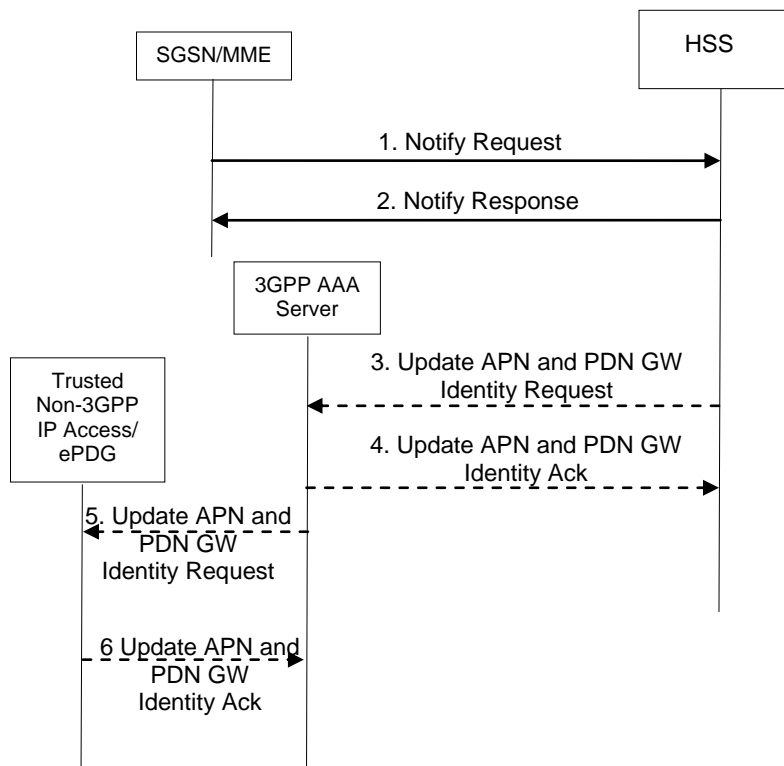 SGSN/MME
HSS
1. Notify Request
2. Notify Response
3GPP AAA
Server
3. Update APN and PDN GW
Identity Request
Trusted
Non-3GPP
IP Access/
ePDG
4. Update APN and PDN GW
Identity Ack
5. Update APN and
PDN GW
Identity Request
6 Update APN and
PDN GW
Identity Ack